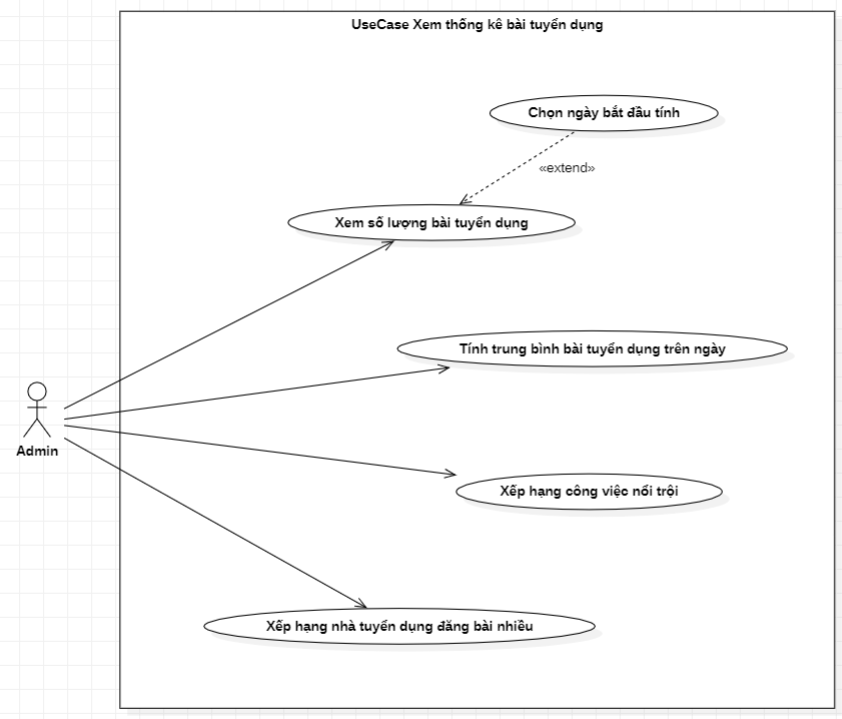 UseCase Xem thống kê bài tuyển dụng
Chọn ngày bắt đầu tính
«extend»
Xem số lượng bài tuyển dụng
Tính trung bình bài tuyển dụng trên ngày
Admin
Xếp hạng công việc nổi trội
Xếp hạng nhà tuyển dụng đăng bài nhiều